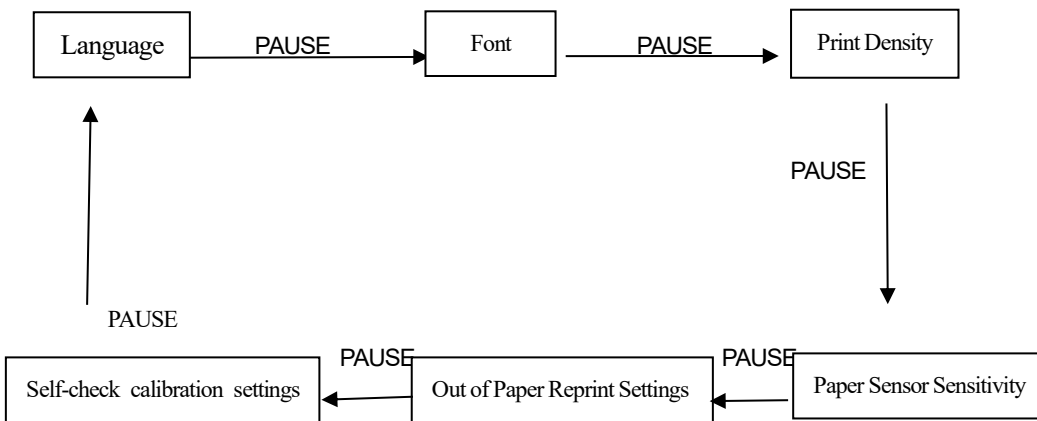 Language
PAUSE
Font
PAUSE
Print Density
PAUSE
PAUSE
Self-check calibration settings
PAUSE
Out of Paper Reprint Settings
PAUSE
Paper Sensor Sensitivity